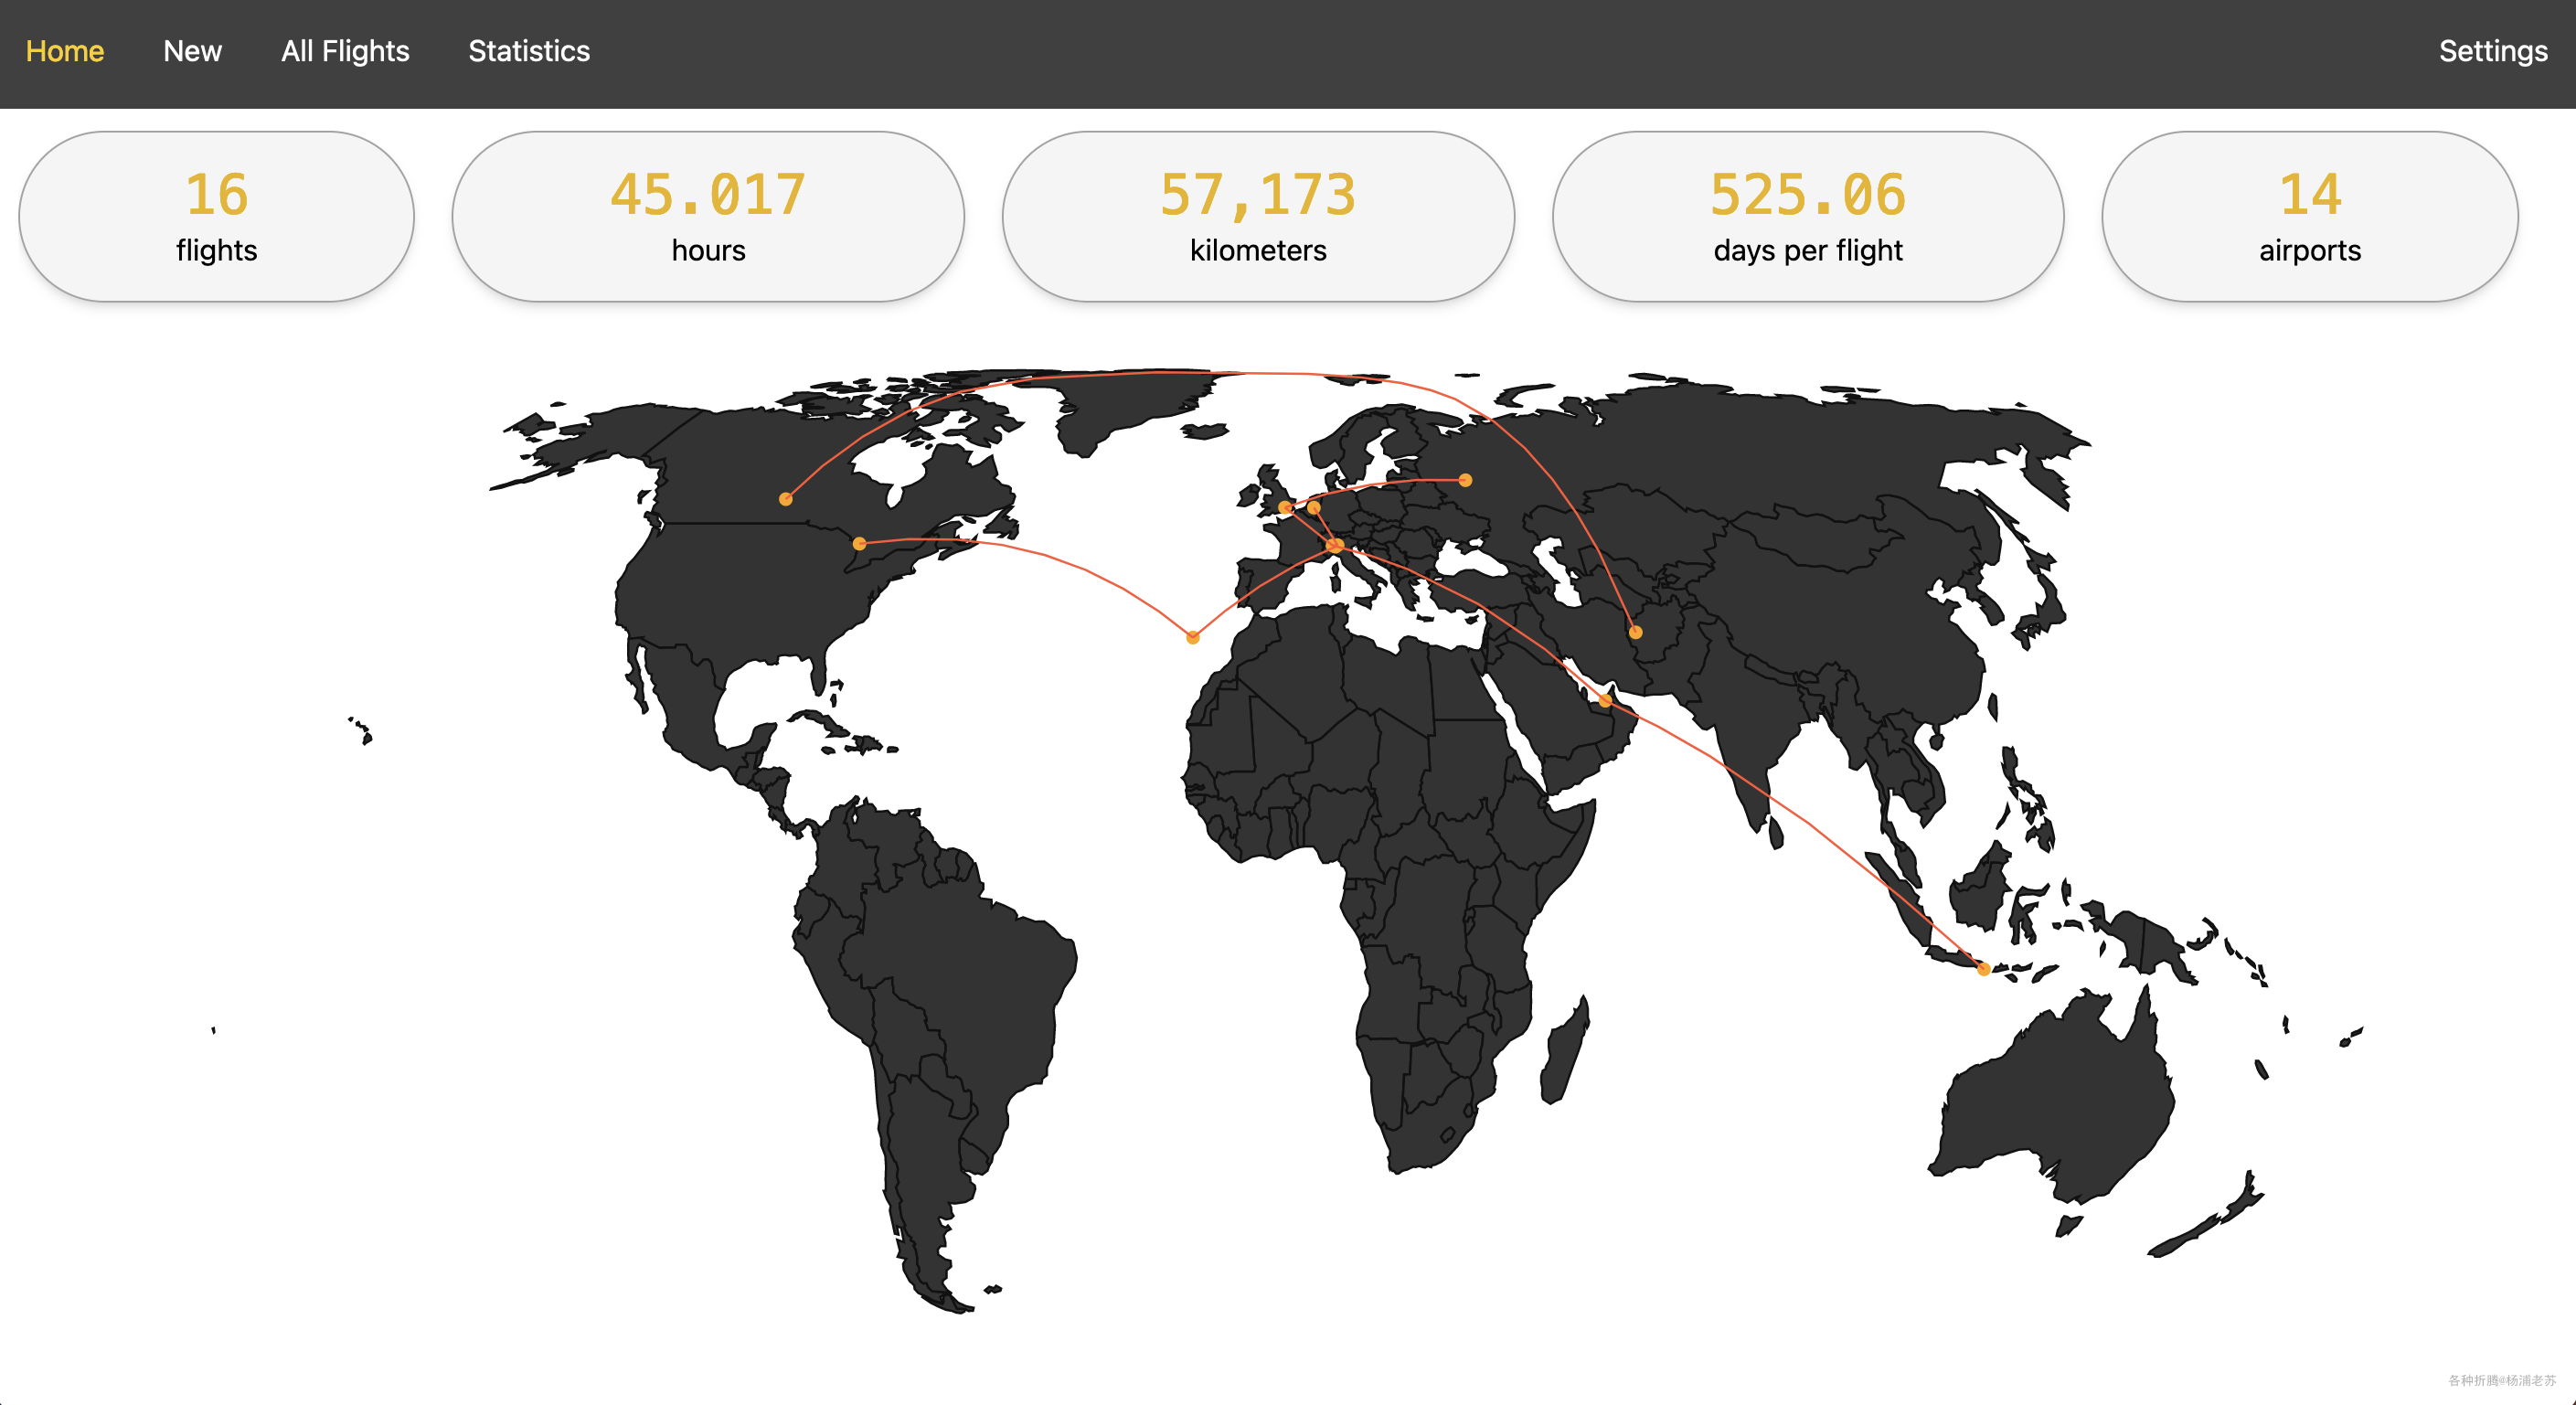 Home New All Flights Statistics Settings
16 45.017 57,173 525.06 14
flights hours kilometers days per flight airports
各种折腾@杨浦老苏